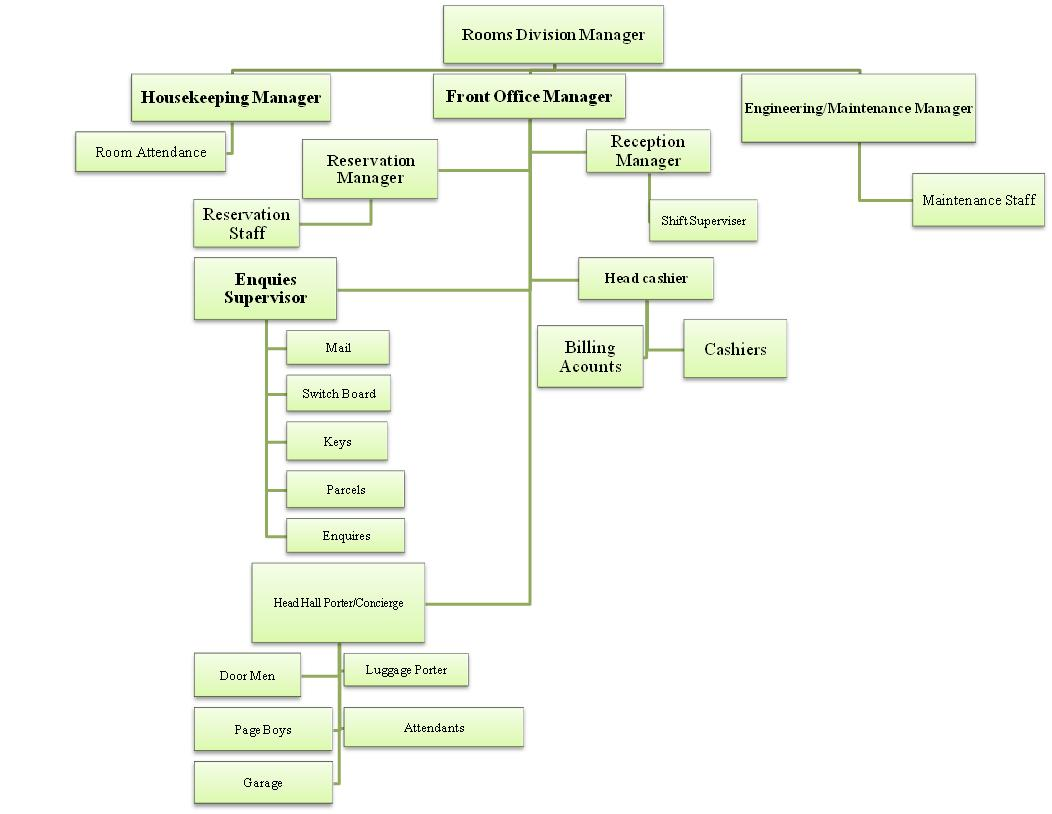 Rooms Division Manager
Housekeeping Manager
Front Office Manager
Engineering/Maintenance Manager
Room Attendance
Reservation
Manager
Reception
Manager
Maintenance Staff
Reservation
Staff
Shift Superviser
Enquies
Supervisor
Head cashier
Billing
Acounts
Cashiers
Mail
Switch Board
Keys
Parcels
Enquires
Head Hall Porter/Concierge
Door Men
Luggage Porter
Page Boys
Attendants
Garage